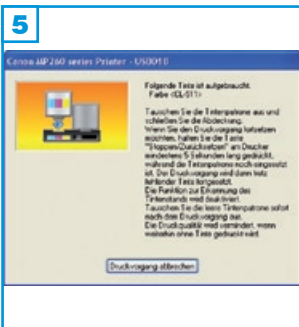 5
Canon MP260 series Printer - USB010
Folgende Tinte ist aufgebraucht.
Farbe <CL-511>
Tauschen Sie die Tintenpatrone aus und
schließen Sie die Abdeckung.
Wenn Sie den Druckvorgang fortsetzen
möchten, halten Sie die Taste
"Stoppen/Zurücksetzen" am Drucker
mindestens 5 Sekunden lang gedrückt,
während die Tintenpatrone noch eingesetzt
ist. Der Druckvorgang wird dann trotz
fehlender Tinte fortgesetzt.
Die Funktion zur Erkennung des
Tintenstands wird deaktiviert.
Tauschen Sie die leere Tintenpatrone sofort
nach dem Druckvorgang aus.
Die Druckqualität wird vermindert, wenn
weiterhin ohne Tinte gedruckt wird.
Druckvorgang abbrechen